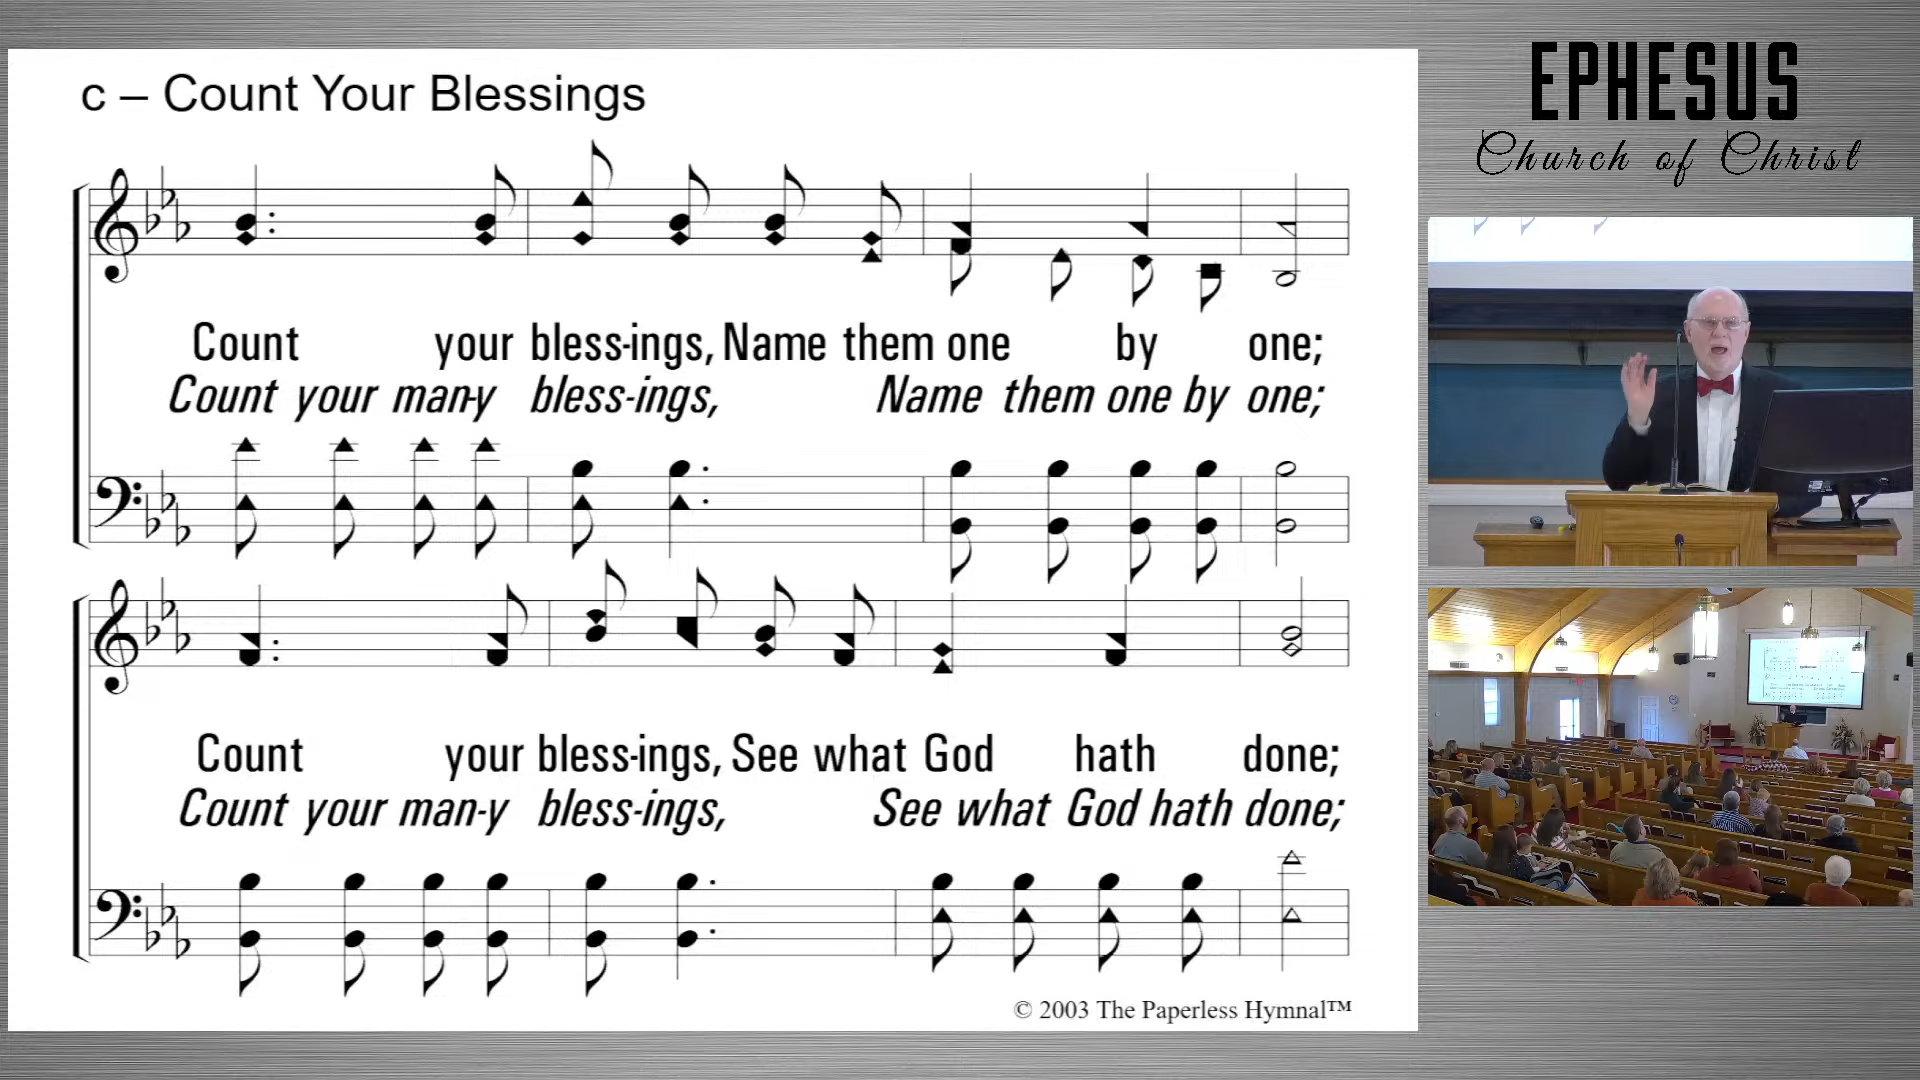 c – Count Your Blessings
Count your bless-ings, Name them one by one;
Count your man-y bless-ings, Name them one by one;
Count your bless-ings, See what God hath done;
Count your man-y bless-ings, See what God hath done;
© 2003 The Paperless Hymnal™
EPHESUS
Church of Christ